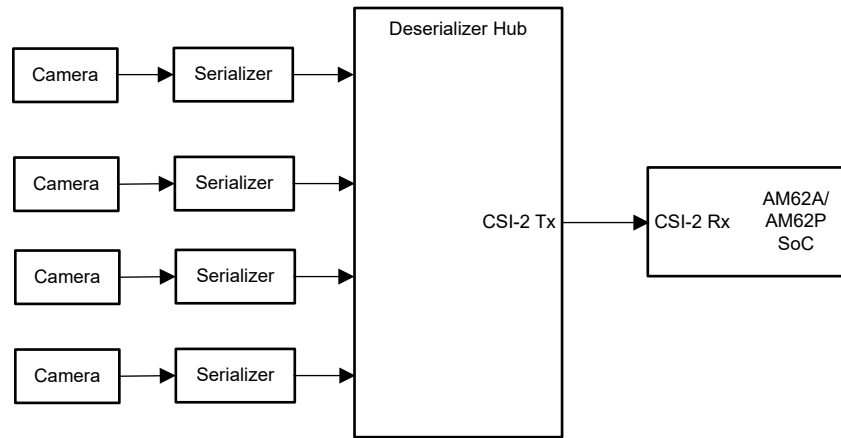 Deserializer Hub
Camera
Serializer
Camera
Serializer
CSI-2 Tx
CSI-2 Rx
AM62A/
AM62P
SoC
Camera
Serializer
Camera
Serializer